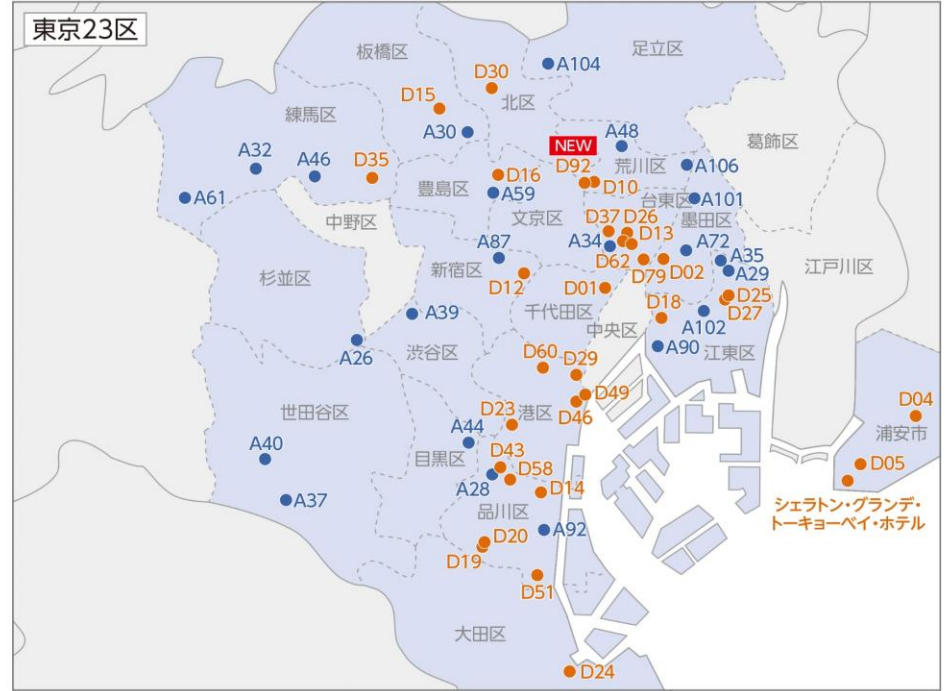 東京23区
板橋区
足立区
A104
D30
D15
北区
練馬区
A30
NEW
A48
葛飾区
A32
A46
D35
D92
荒川区
A106
D16
D10
豊島区
A59
台東区
A101
A61
中野区
文京区
D37
D26
D13
墨田区
A34
A72
A87
D62
A35
杉並区
新宿区
D79
D02
A29
江戸川区
D12
D01
D25
D18
D27
千代田区
A39
A102
中央区
渋谷区
A26
A90
江東区
D60
D29
D49
D46
D04
世田谷区
D23
港区
A44
浦安市
A40
目黒区
D43
D58
D05
A28
D14
A37
シェラトン・グランデ・
トーキョーベイ・ホテル
品川区
A92
D20
D19
D51
大田区
D24